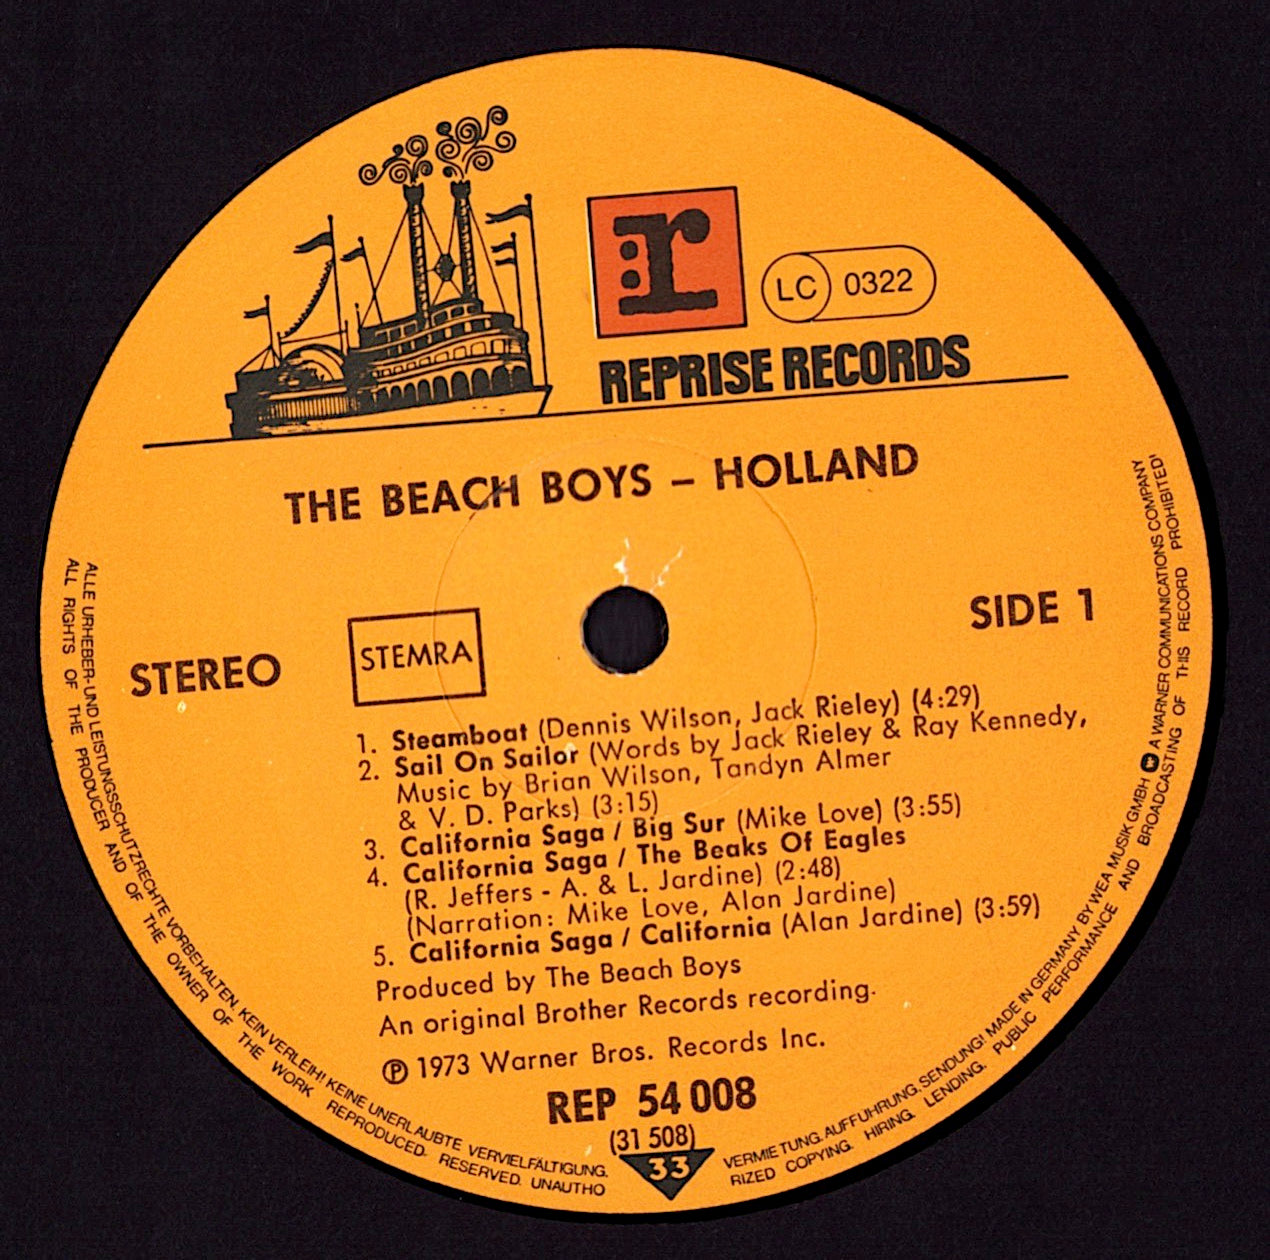 r:
LC 0322
REPRISE RECORDS
THE BEACH BOYS – HOLLAND
SIDE 1
STEREO
STEMRA
1. Steamboat (Dennis Wilson, Jack Rieley) (4:29)
2. Sail On Sailor (Words by Jack Rieley & Ray Kennedy,
Music by Brian Wilson, Tandyn Almer
& V. D. Parks) (3:15)
3. California Saga / Big Sur (Mike Love) (3:55)
4. California Saga / The Beaks Of Eagles
(R. Jeffers - A. & L. Jardine) (2:48)
(Narration: Mike Love, Alan Jardine)
5. California Saga / California (Alan Jardine) (3:59)
Produced by The Beach Boys
An original Brother Records recording.
℗ 1973 Warner Bros. Records Inc.
REP 54 008
(31 508)
33
ALLE URHEBER- UND LEISTUNGSSCHUTZRECHTE VORBEHALTEN. KEIN VERLEIH! KEINE UNERLAUBTE VERVIELFÄLTIGUNG. VERMIETUNG. AUFFUHRUNG. SENDUNG! MADE IN GERMANY BY WEA MUSIK GMBH A WARNER COMMUNICATIONS COMPANY
ALL RIGHTS OF THE PRODUCER AND OF THE OWNER OF THE WORK REPRODUCED. RESERVED. UNAUTHORIZED COPYING. HIRING. LENDING. PUBLIC PERFORMANCE AND BROADCASTING OF THIS RECORD PROHIBITED!